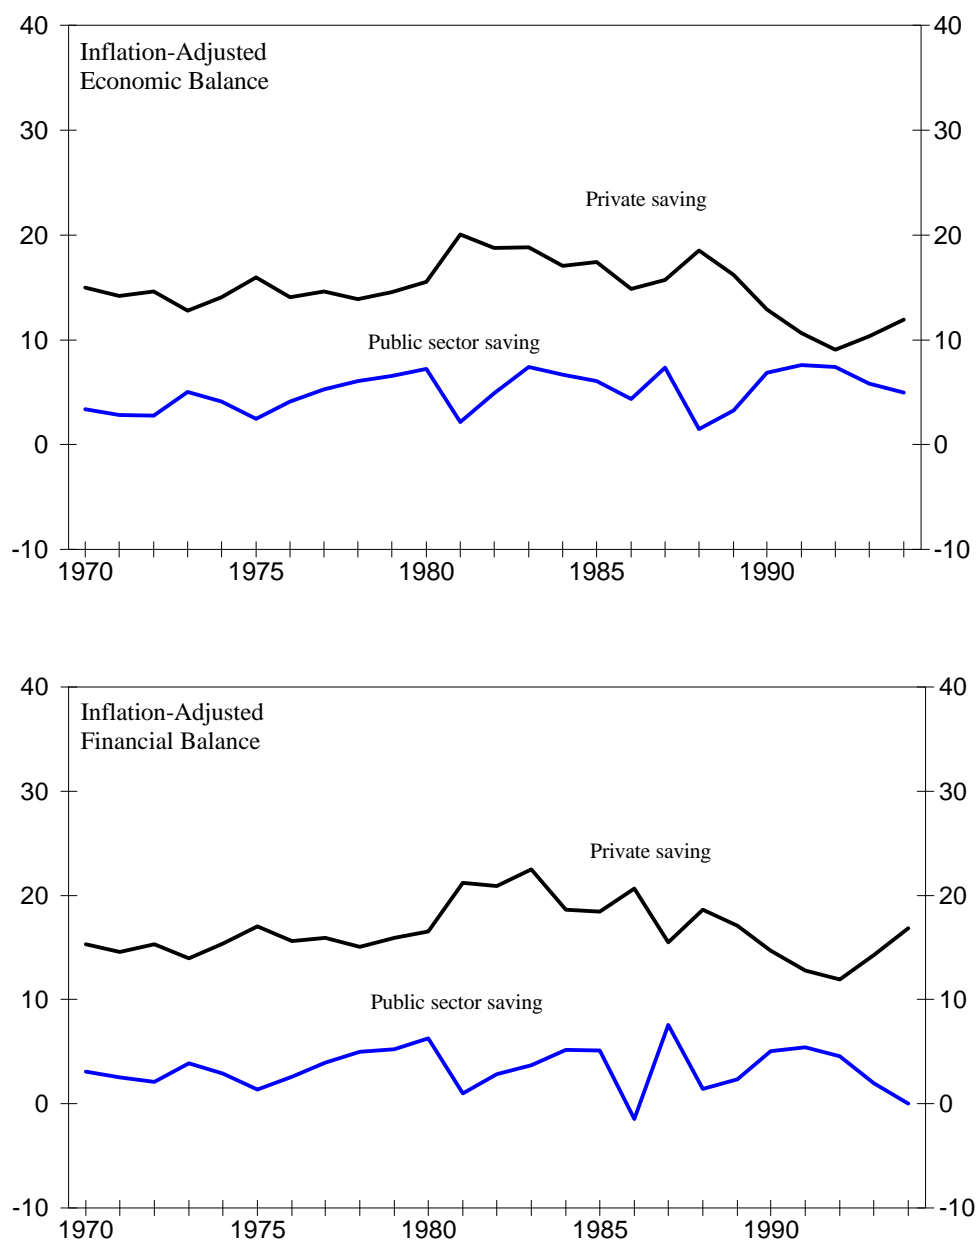 40 40
Inflation-Adjusted
Economic Balance
30 30
Private saving
20 20
Public sector saving
10 10
0 0
-10 -10
1970 1975 1980 1985 1990
40 40
Inflation-Adjusted
Financial Balance
30 30
Private saving
20 20
Public sector saving
10 10
0 0
-10 -10
1970 1975 1980 1985 1990